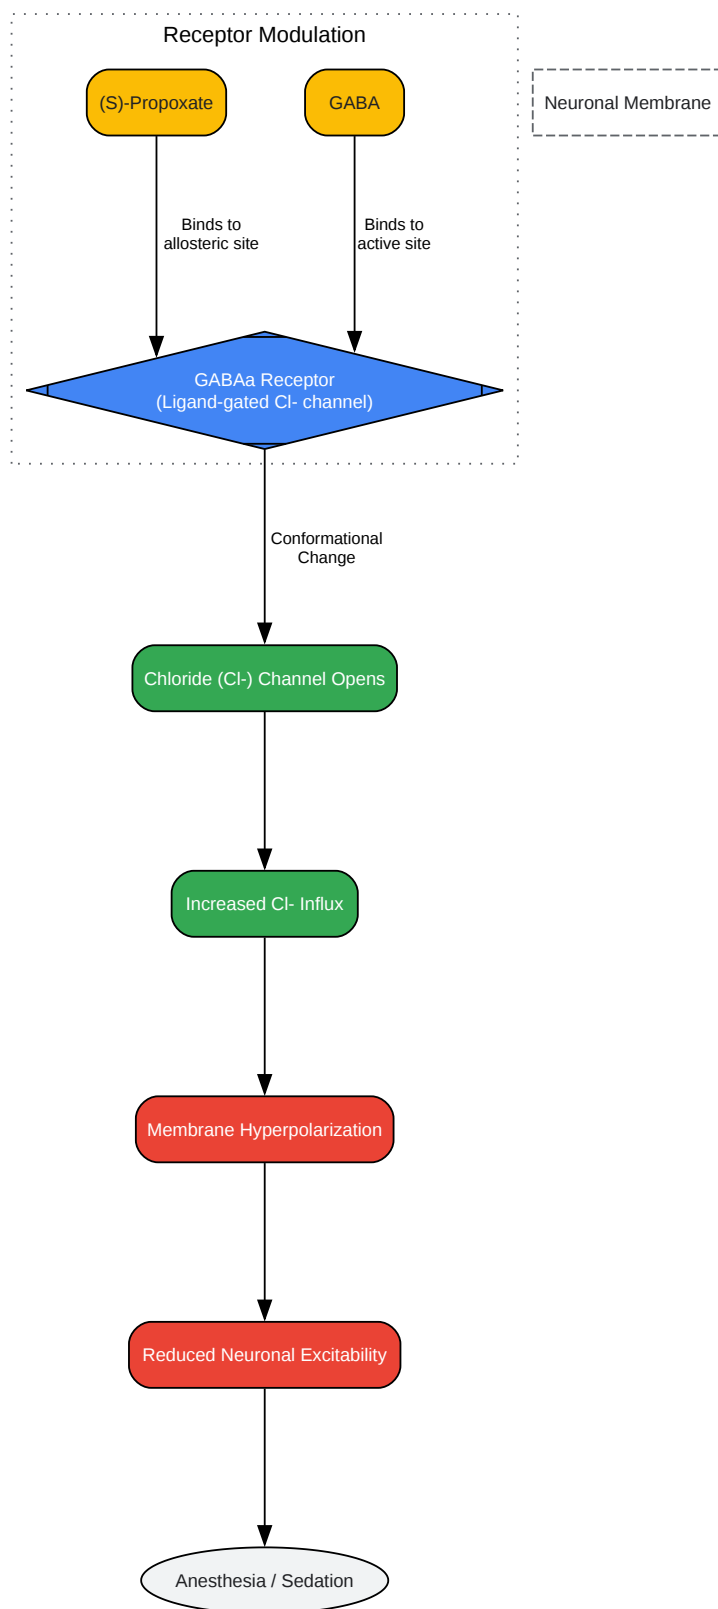 Receptor Modulation
(S)-Propoxate
GABA
Neuronal Membrane
Binds to
allosteric site
Binds to
active site
GABAa Receptor
(Ligand-gated Cl- channel)
Conformational
Change
Chloride (Cl-) Channel Opens
Increased Cl- Influx
Membrane Hyperpolarization
Reduced Neuronal Excitability
Anesthesia / Sedation